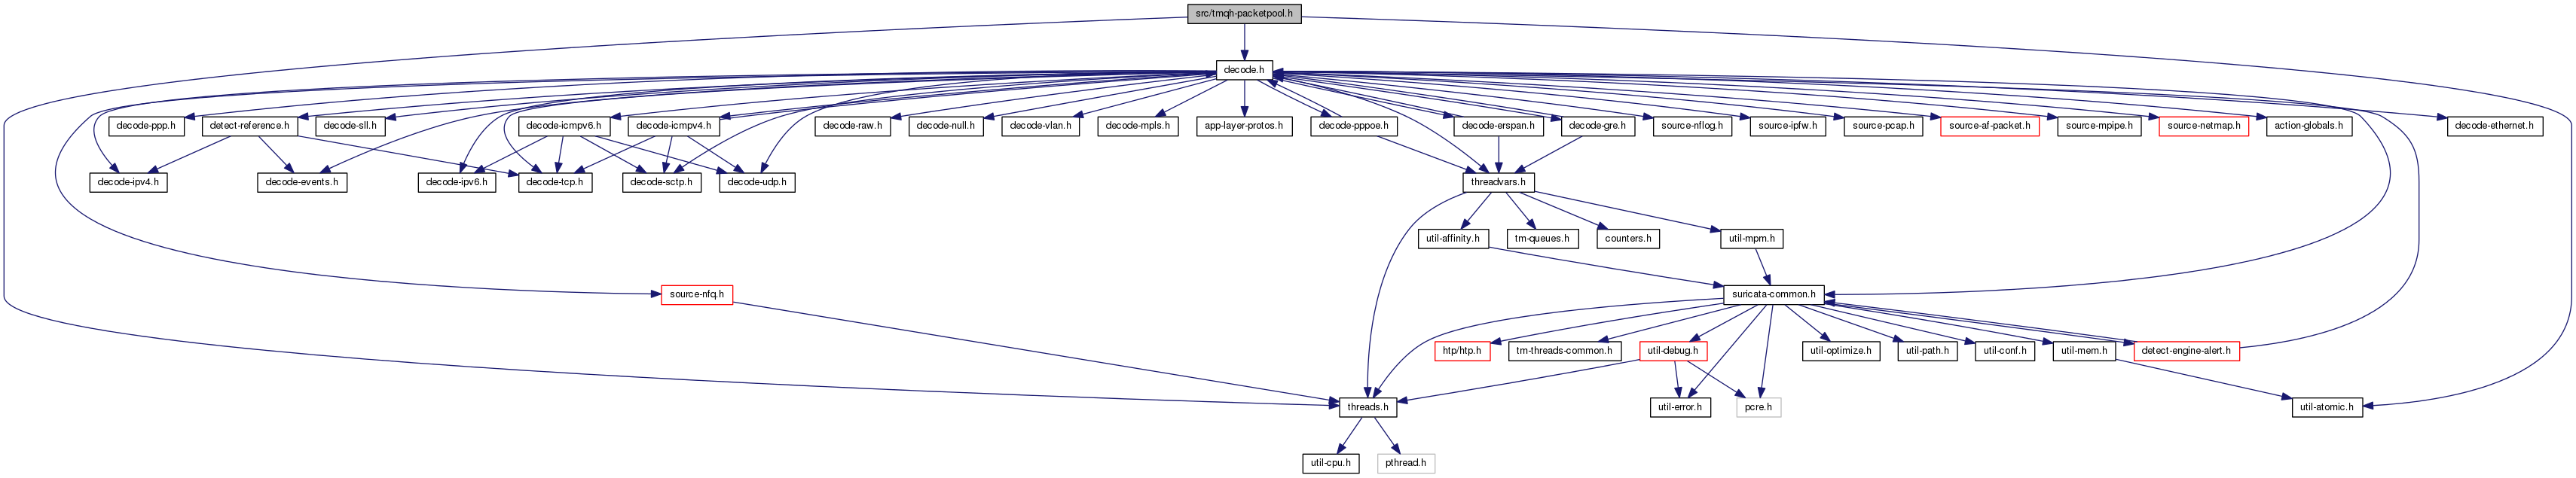 src/tmqh-packetpool.h
decode.h
decode-ppp.h
detect-reference.h
decode-sll.h
decode-icmpv6.h
decode-icmpv4.h
decode-raw.h
decode-null.h
decode-vlan.h
decode-mpls.h
app-layer-protos.h
decode-pppoe.h
decode-erspan.h
decode-gre.h
source-nflog.h
source-ipfw.h
source-pcap.h
source-af-packet.h
source-mpipe.h
source-netmap.h
action-globals.h
decode-ethernet.h
decode-ipv4.h
decode-events.h
decode-ipv6.h
decode-tcp.h
decode-sctp.h
decode-udp.h
threadvars.h
util-affinity.h
tm-queues.h
counters.h
util-mpm.h
source-nfq.h
suricata-common.h
htp/htp.h
tm-threads-common.h
util-debug.h
util-optimize.h
util-path.h
util-conf.h
util-mem.h
detect-engine-alert.h
threads.h
util-error.h
pcre.h
util-atomic.h
util-cpu.h
pthread.h